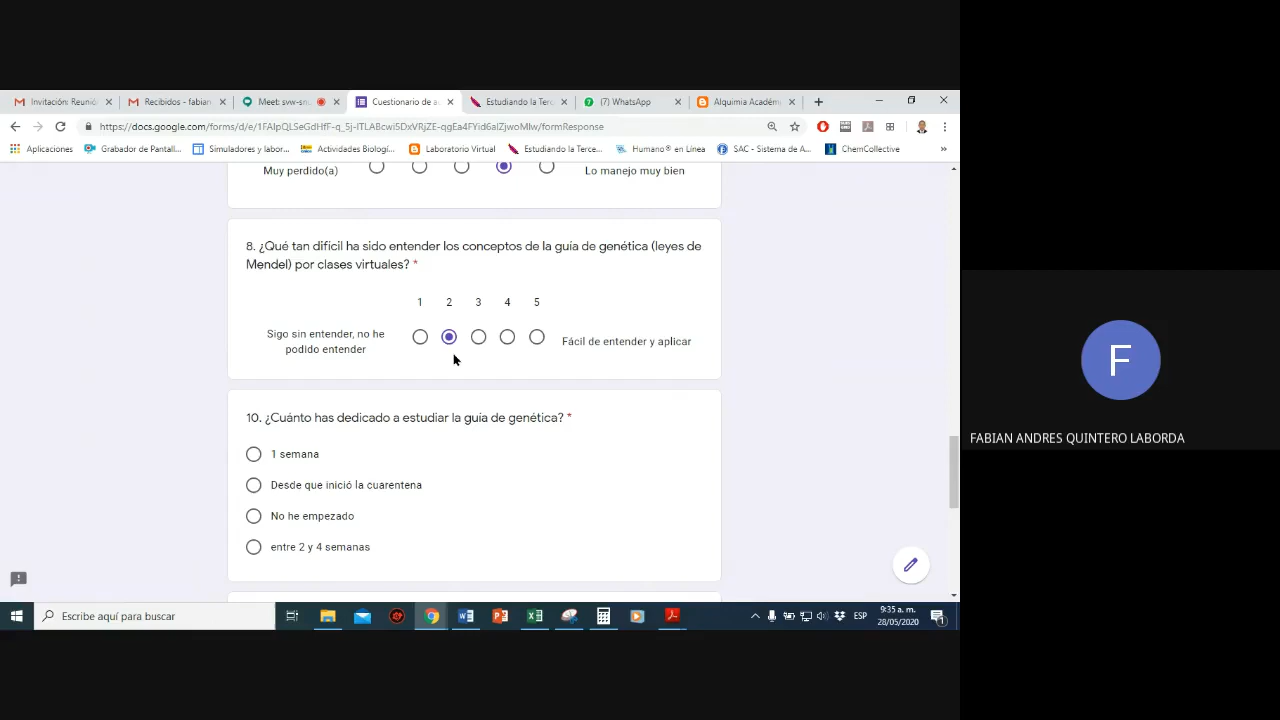 Invitación: Reunió
Recibidos - fabian
Meet: svw-sn
Cuestionario de au
Estudiando la Terc
(7) WhatsApp
Alquimia Académ
https://docs.google.com/forms/d/e/1FAIpQLSeGdHfF-q_5j-ITLABcwi5DxVRjZE-qgEa4FYid6alZjwoMlw/formResponse
Aplicaciones
Grabador de Pantall...
Simuladores y labor...
Actividades Biologí...
Laboratorio Virtual
Estudiando la Terce...
Humano® en Línea
SAC - Sistema de A...
ChemCollective
»
Muy perdido(a)
Lo manejo muy bien
8. ¿Qué tan difícil ha sido entender los conceptos de la guía de genética (leyes de
Mendel) por clases virtuales? *
1 2 3 4 5
Sigo sin entender, no he
podido entender
Fácil de entender y aplicar
10. ¿Cuánto has dedicado a estudiar la guía de genética? *
1 semana
Desde que inició la cuarentena
No he empezado
entre 2 y 4 semanas
F
FABIAN ANDRES QUINTERO LABORDA
Escribe aquí para buscar
ESP
9:35 a. m.
28/05/2020
1